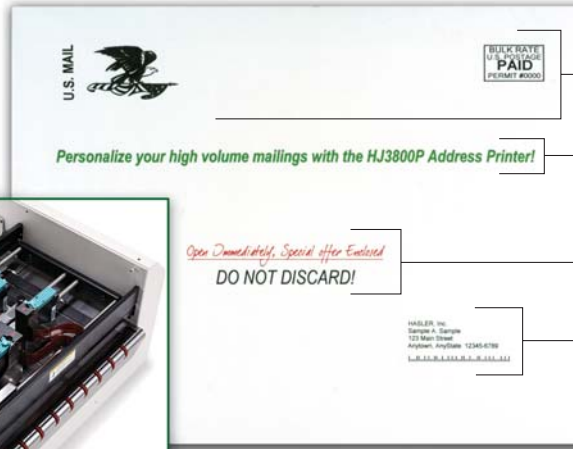 U.S. MAIL
BULK RATE
U.S. POSTAGE
PAID
PERMIT #0000
Personalize your high volume mailings with the HJ3800P Address Printer!
Open Immediately, Special offer Enclosed
DO NOT DISCARD!
HASLER, Inc.
Sample A. Sample
123 Main Street
Anytown, AnyState 12345-6789